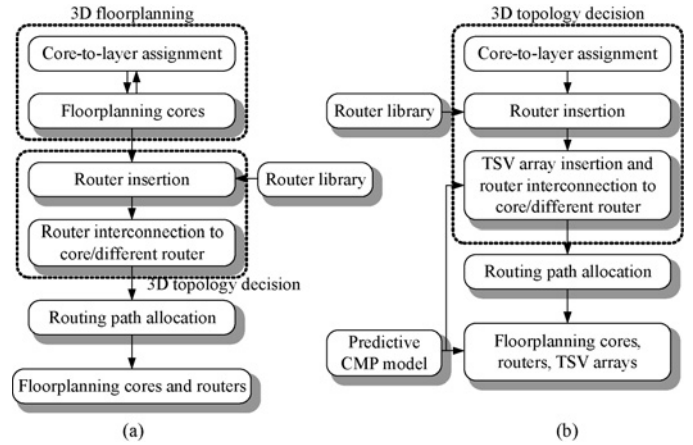 3D floorplanning
Core-to-layer assignment
Floorplanning cores
Router insertion
Router library
Router interconnection to
core/different router
3D topology decision
Routing path allocation
Floorplanning cores and routers
(a)
3D topology decision
Core-to-layer assignment
Router library
Router insertion
TSV array insertion and
router interconnection to
core/different router
Routing path allocation
Predictive
CMP model
Floorplanning cores,
routers, TSV arrays
(b)